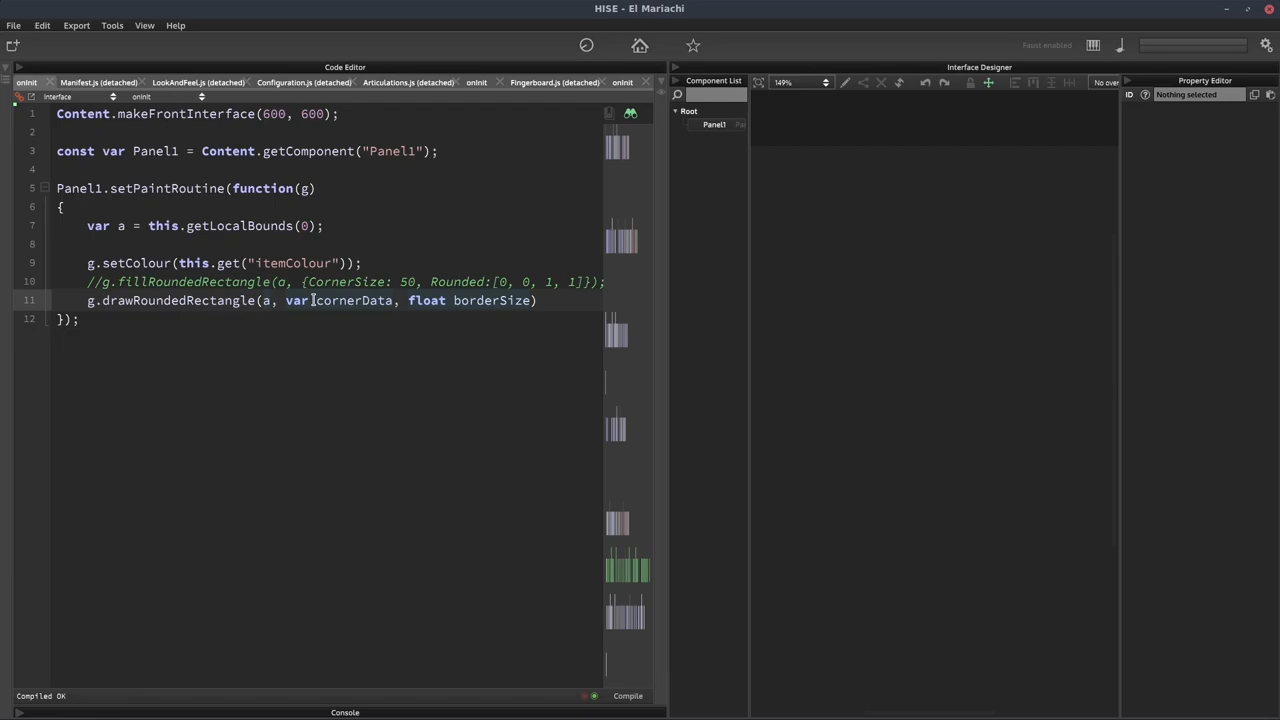 HISE - El Mariachi
File Edit Export Tools View Help
Faust enabled
Code Editor
Interface Designer
onInit Manifest.js (detached) LookAndFeel.js (detached) Configuration.js (detached) Articulations.js (detached) onInit Fingerboard.js (detached) onInit
Component List
149%
No over
Property Editor
Interface onInit
ID Nothing selected
Root
Panel1
1 Content.makeFrontInterface(600, 600);
2
3 const var Panel1 = Content.getComponent("Panel1");
4
5 Panel1.setPaintRoutine(function(g)
6 {
7 var a = this.getLocalBounds(0);
8
9 g.setColour(this.get("itemColour"));
10 //g.fillRoundedRectangle(a, {CornerSize: 50, Rounded:[0, 0, 1, 1]});
11 g.drawRoundedRectangle(a, var cornerData, float borderSize)
12 });
Compiled OK
Compile
Console